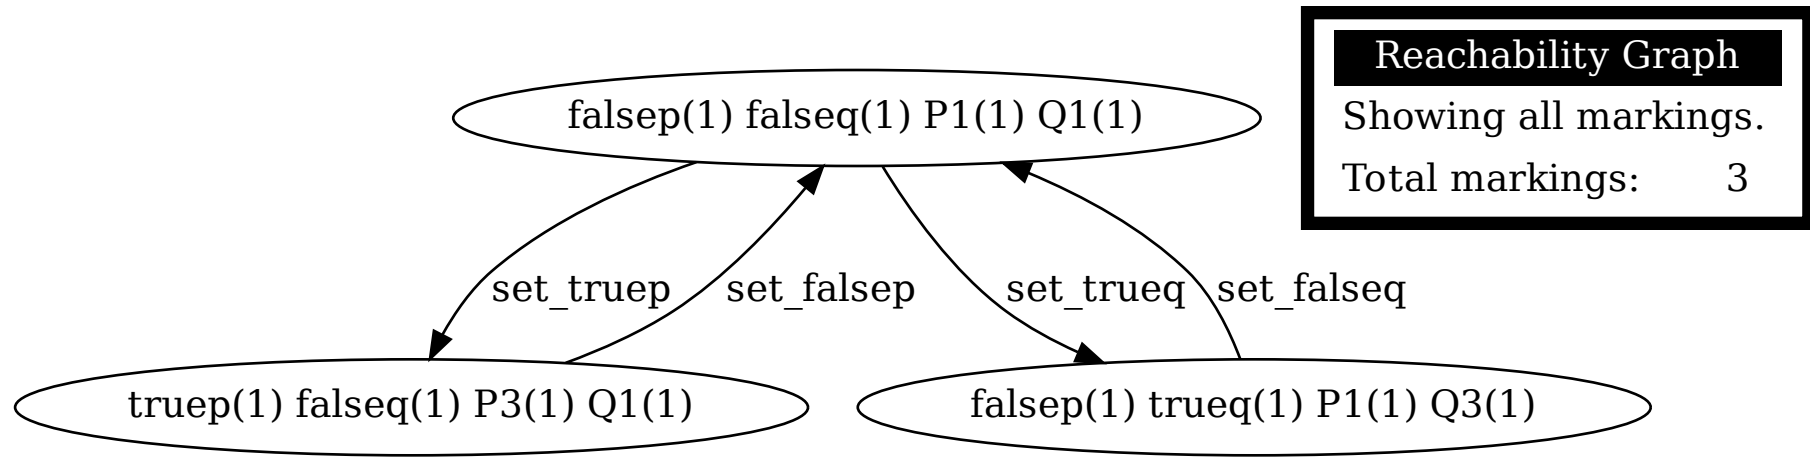 Reachability Graph
falsep(1) falseq(1) P1(1) Q1(1)
Showing all markings.
Total markings: 3
set_truep
set_falsep
set_trueq
set_falseq
truep(1) falseq(1) P3(1) Q1(1)
falsep(1) trueq(1) P1(1) Q3(1)